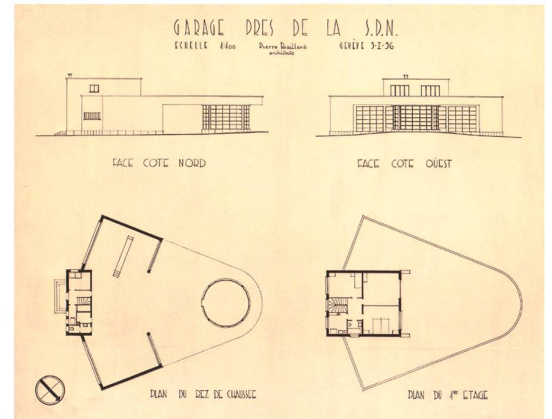 GARAGE PRES DE LA S.D.N.
ECHELLE 1:100 Pierre Braillard GENÈVE 3-I-36
architecte
FACE COTE NORD FACE COTE OÜEST
PLAN DU REZ DE CHAUSSEE PLAN DU 1er ETAGE